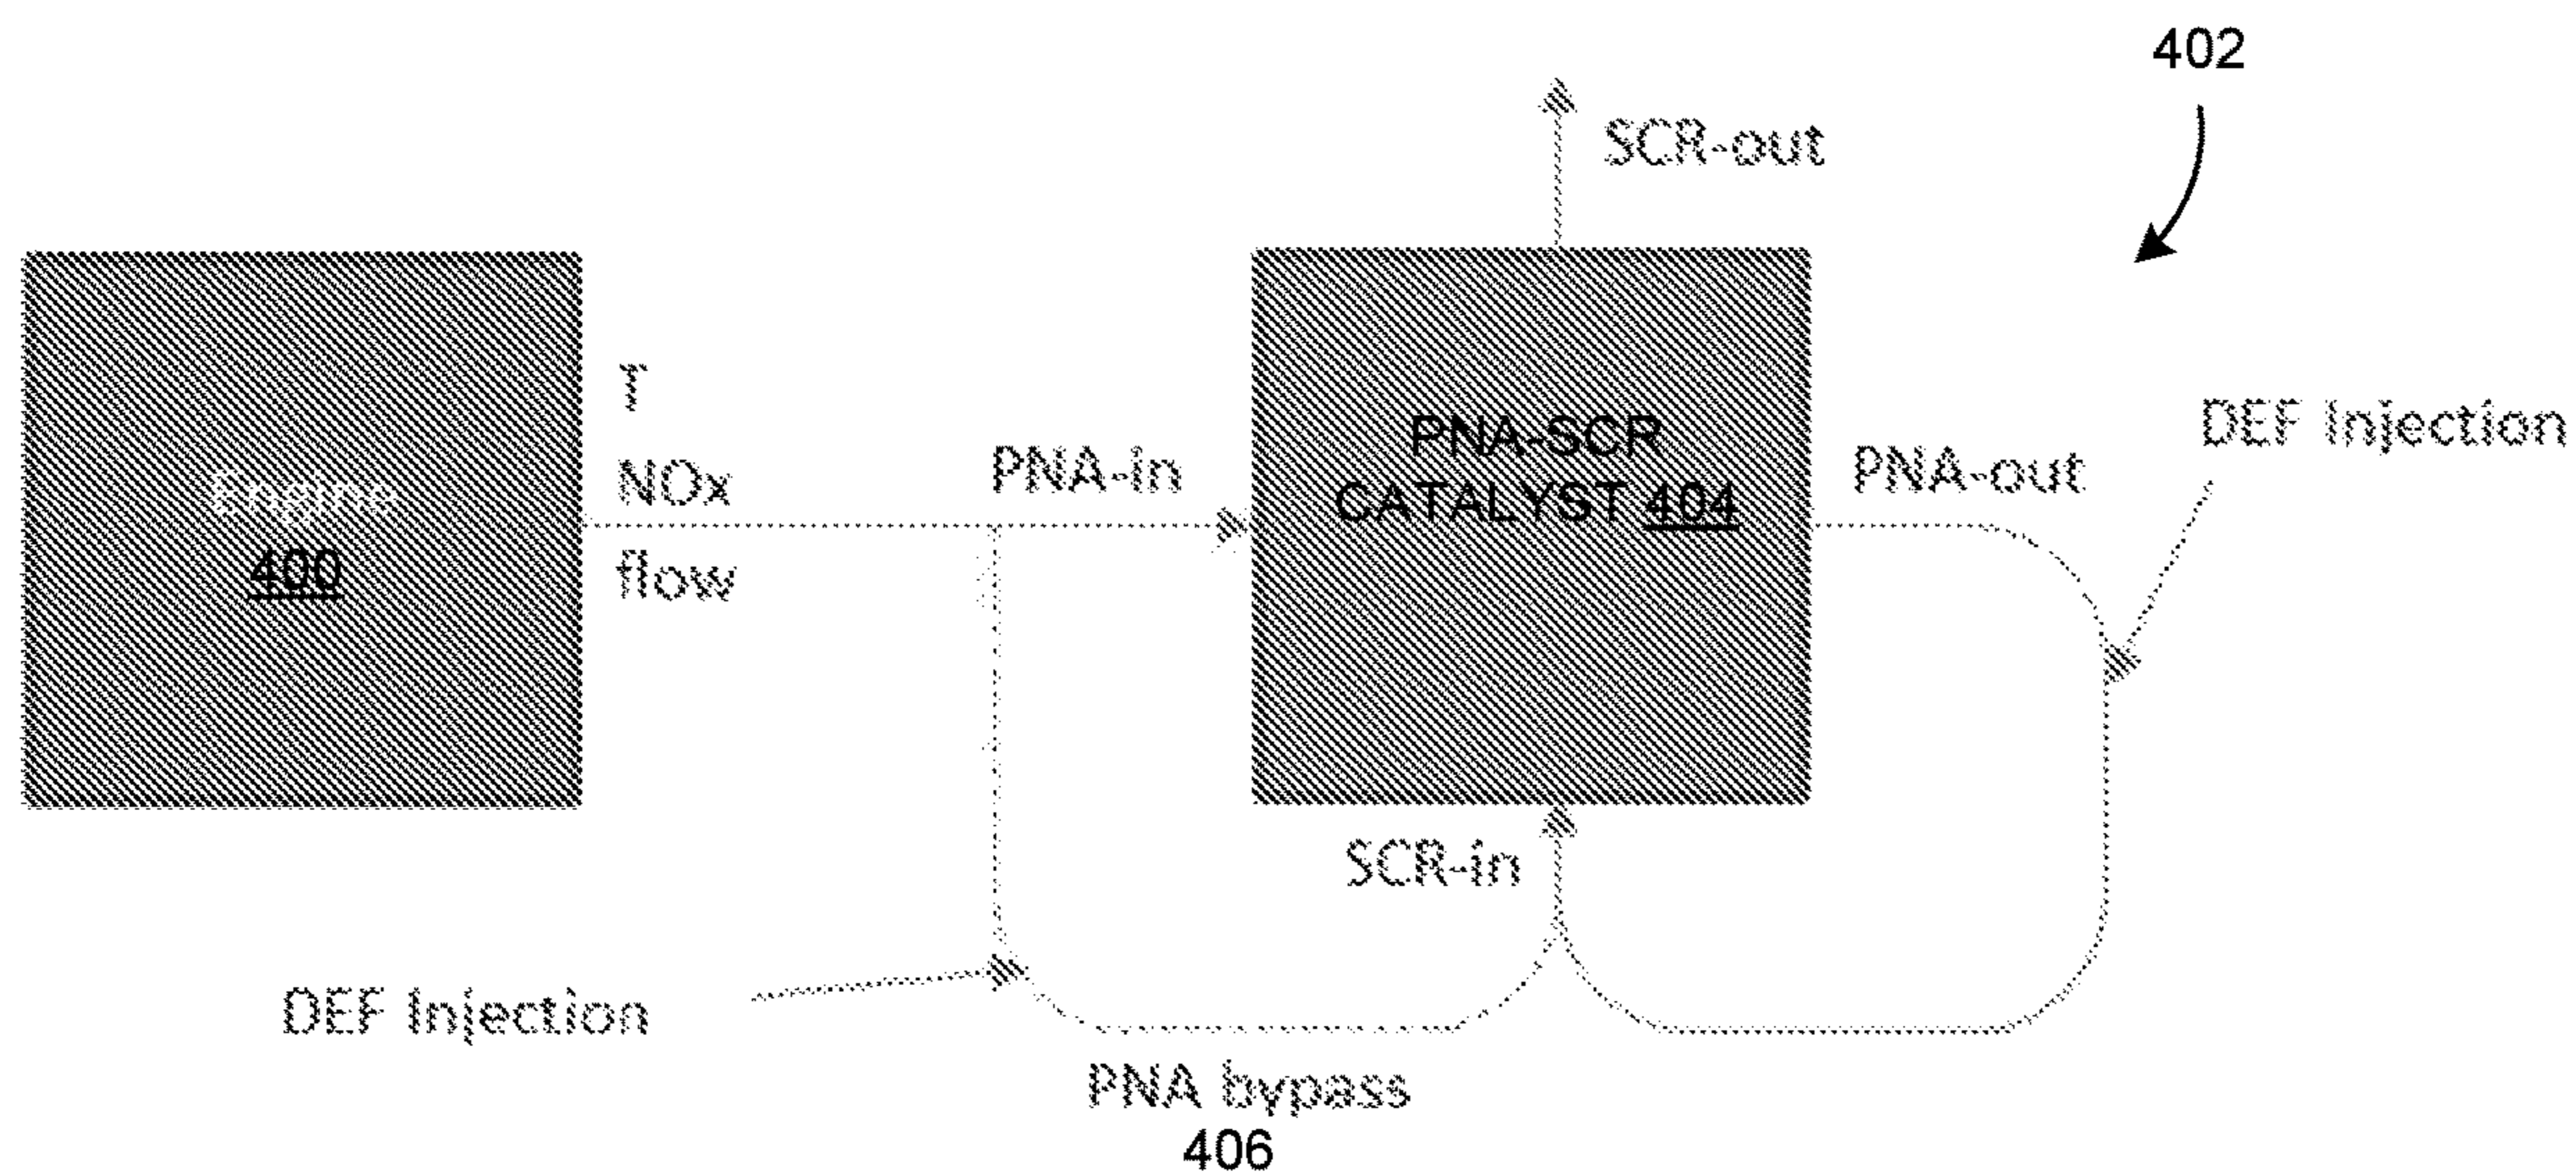 402
SCR-out
T
NOx
flow
Engine
400
PNA-in
PNA-SCR
CATALYST 404
PNA-out
DEF Injection
SCR-in
DEF Injection
PNA bypass
406